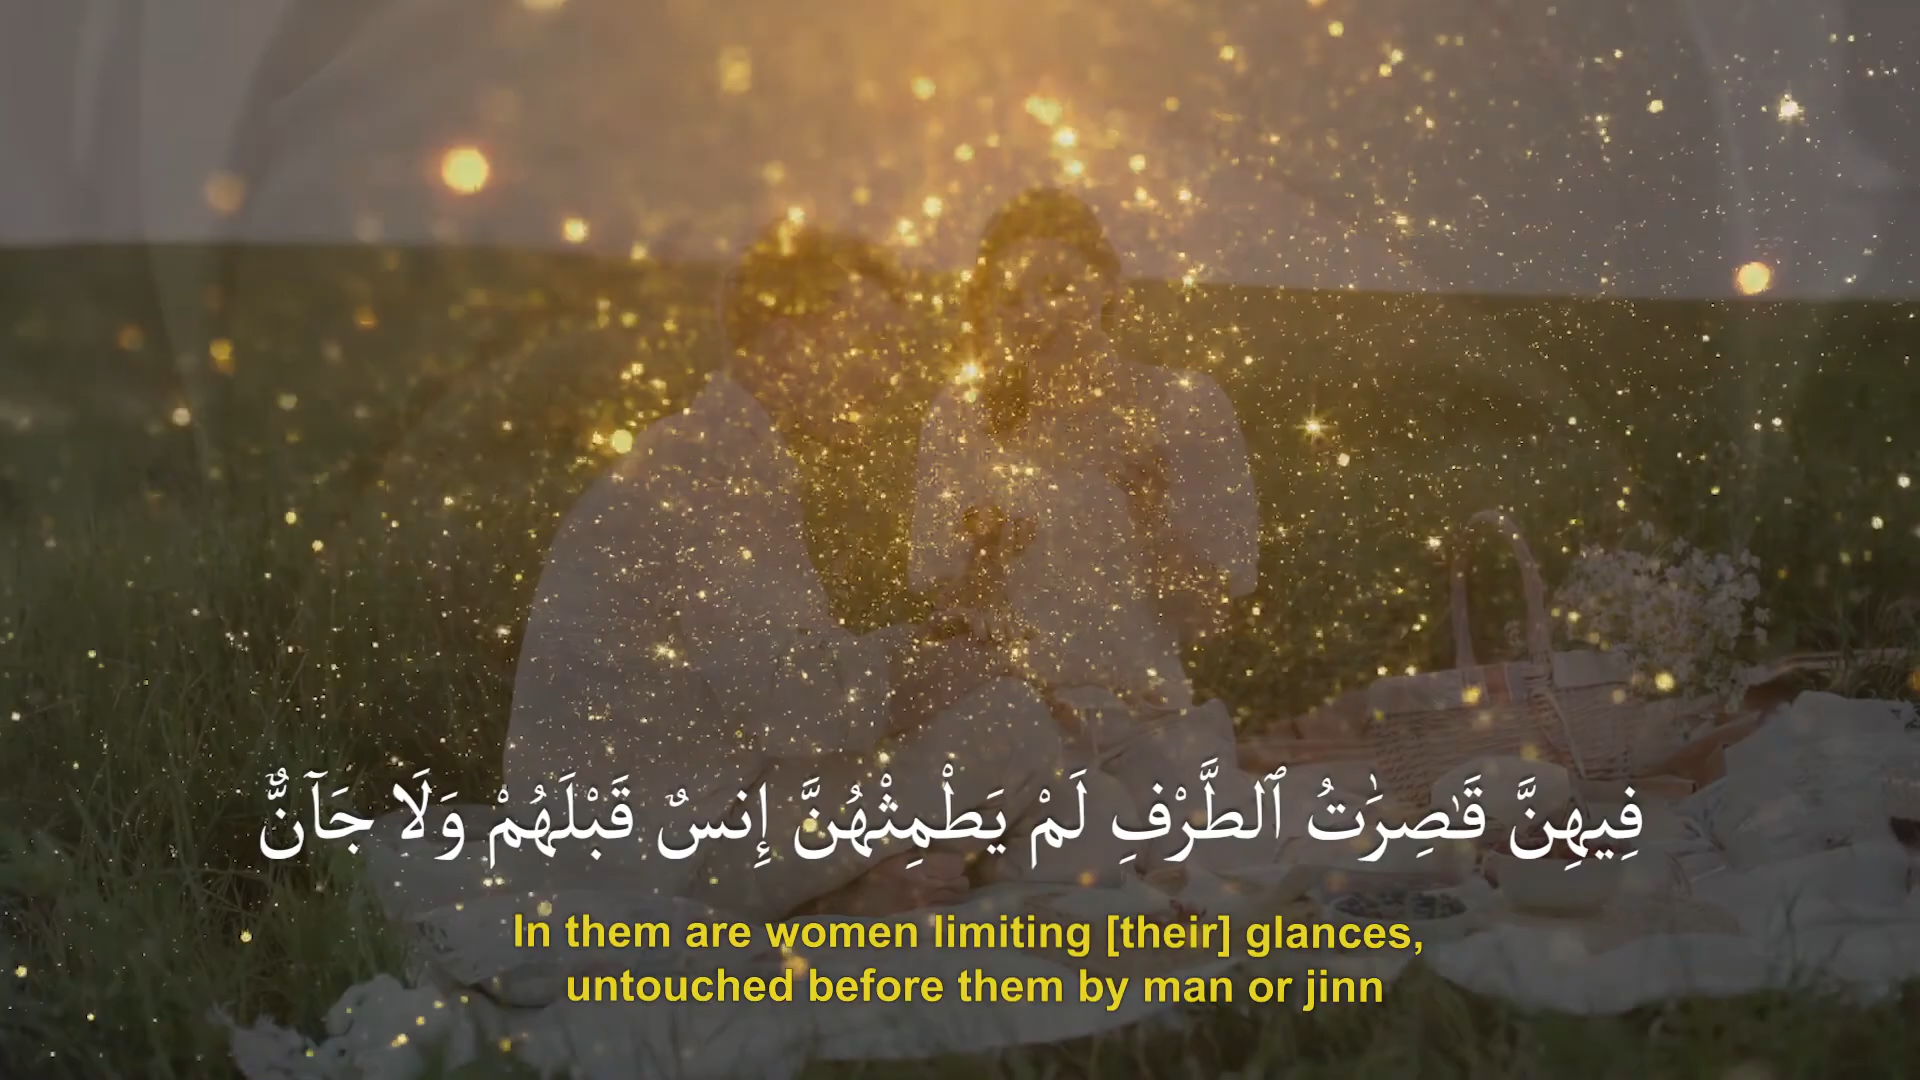 فِيهِنَّ قَٰصِرَٰتُ ٱلطَّرْفِ لَمْ يَطْمِثْهُنَّ إِنسٌ قَبْلَهُمْ وَلَا جَآنٌّ
In them are women limiting [their] glances,
untouched before them by man or jinn